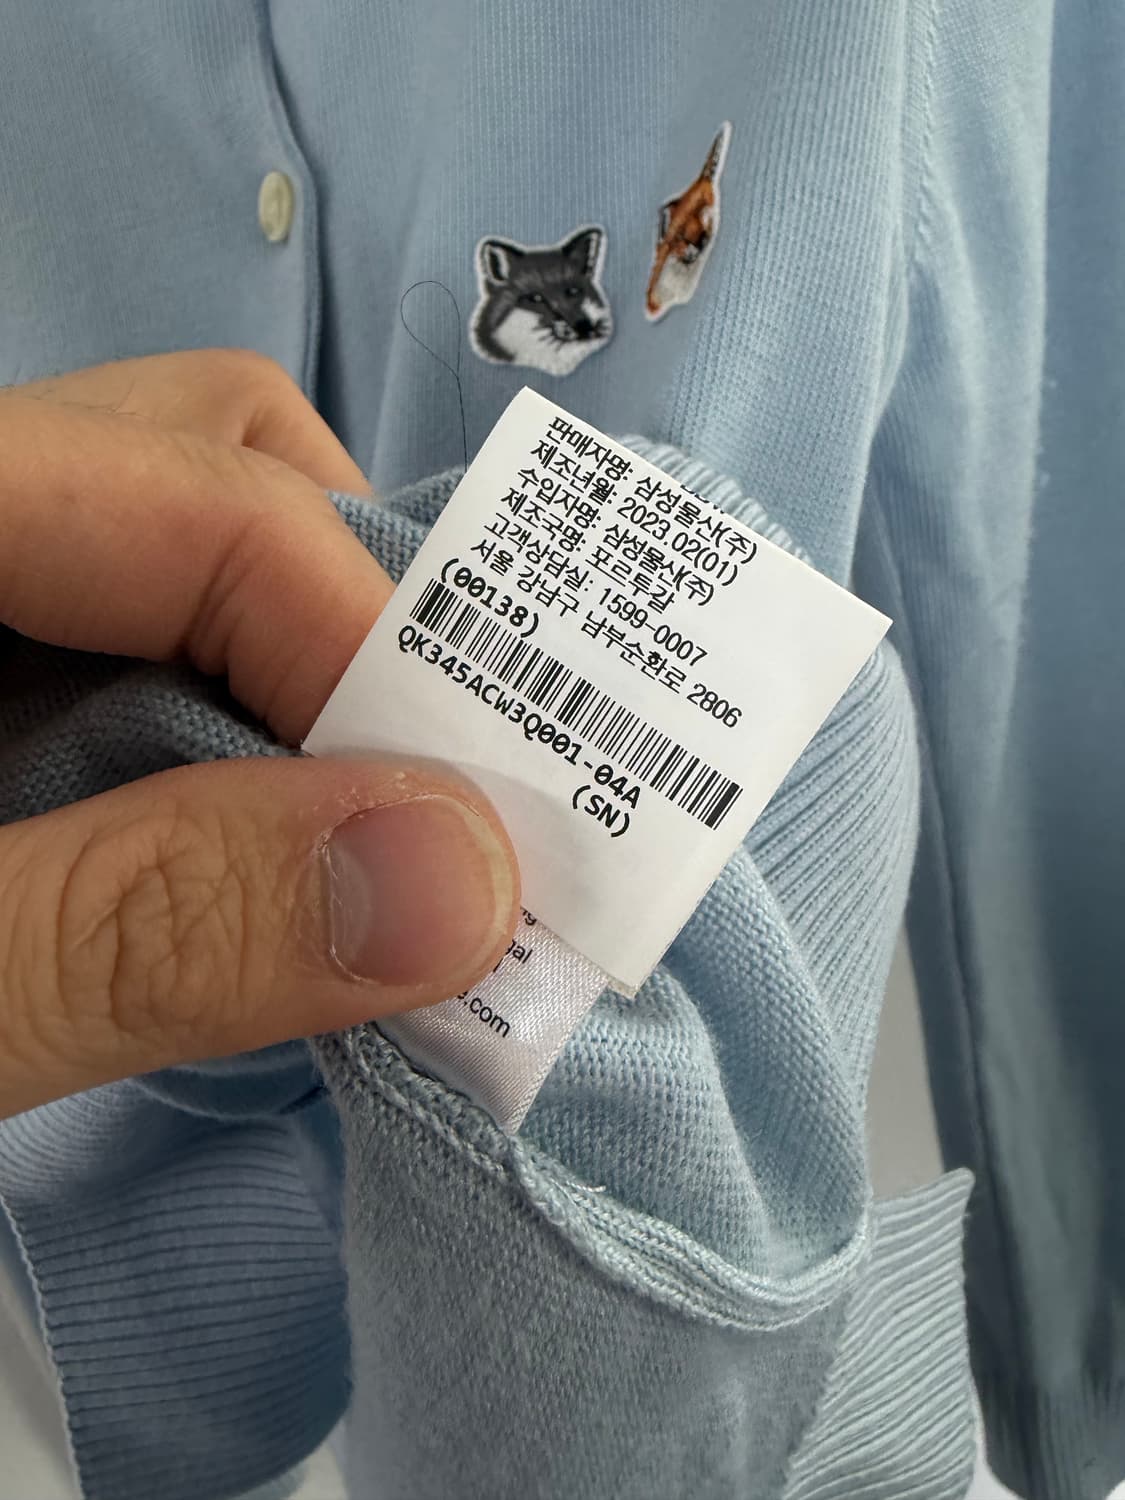 판매자명: 삼성물산(주)
제조년월: 2023.02(01)
수입자명: 삼성물산(주)
제조국명: 포르투갈
고객상담실: 1599-0007
서울 강남구 남부순환로 2806
(00138)
QK345ACW3Q001-04A
(SN)
.com